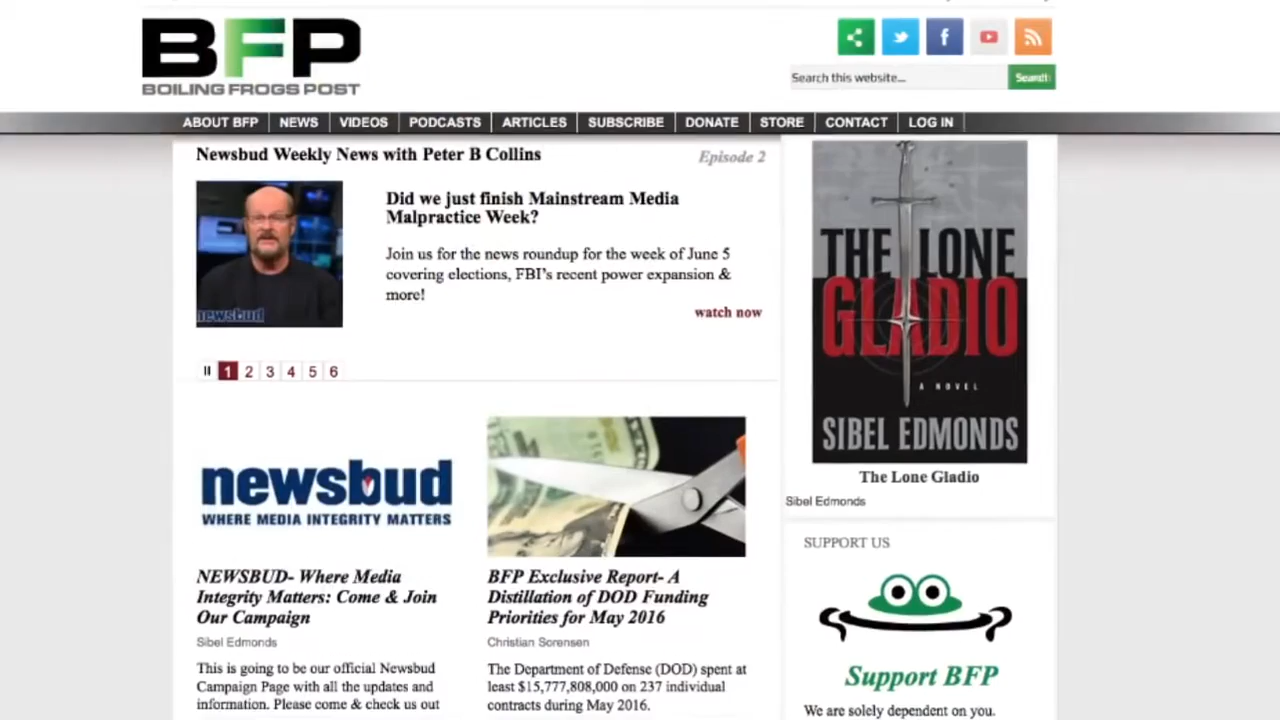 BFP
BOILING FROGS POST
Search this website...
Search
ABOUT BFP
NEWS
VIDEOS
PODCASTS
ARTICLES
SUBSCRIBE
DONATE
STORE
CONTACT
LOG IN
Newsbud Weekly News with Peter B Collins
Episode 2
newsbud
Did we just finish Mainstream Media
Malpractice Week?
Join us for the news roundup for the week of June 5
covering elections, FBI's recent power expansion &
more!
watch now
1 2 3 4 5 6
newsbud
WHERE MEDIA INTEGRITY MATTERS
NEWSBUD- Where Media
Integrity Matters: Come & Join
Our Campaign
Sibel Edmonds
This is going to be our official Newsbud
Campaign Page with all the updates and
information. Please come & check us out
BFP Exclusive Report- A
Distillation of DOD Funding
Priorities for May 2016
Christian Sorensen
The Department of Defense (DOD) spent at
least $15,777,808,000 on 237 individual
contracts during May 2016.
THE LONE
GLADIO
A NOVEL
SIBEL EDMONDS
The Lone Gladio
Sibel Edmonds
SUPPORT US
Support BFP
We are solely dependent on you.